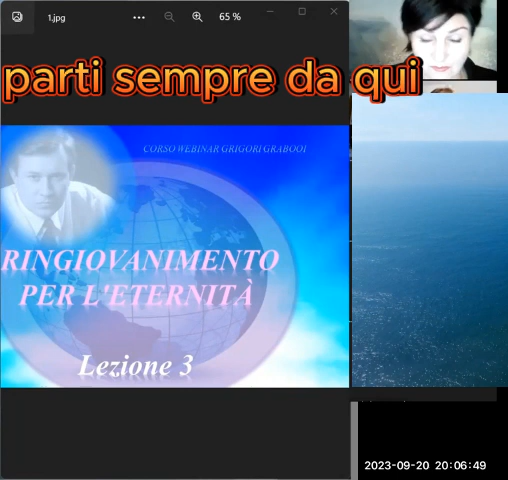 1.jpg
65 %
parti sempre da qui
CORSO WEBINAR GRIGORI GRABOOI
RINGIOVANIMENTO
PER L'ETERNITÀ
Lezione 3
2023-09-20 20:06:49